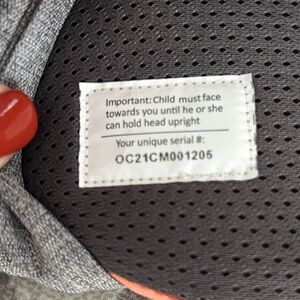 Important: Child must face
towards you until he or she
can hold head upright
Your unique serial #:
OC21CM001205